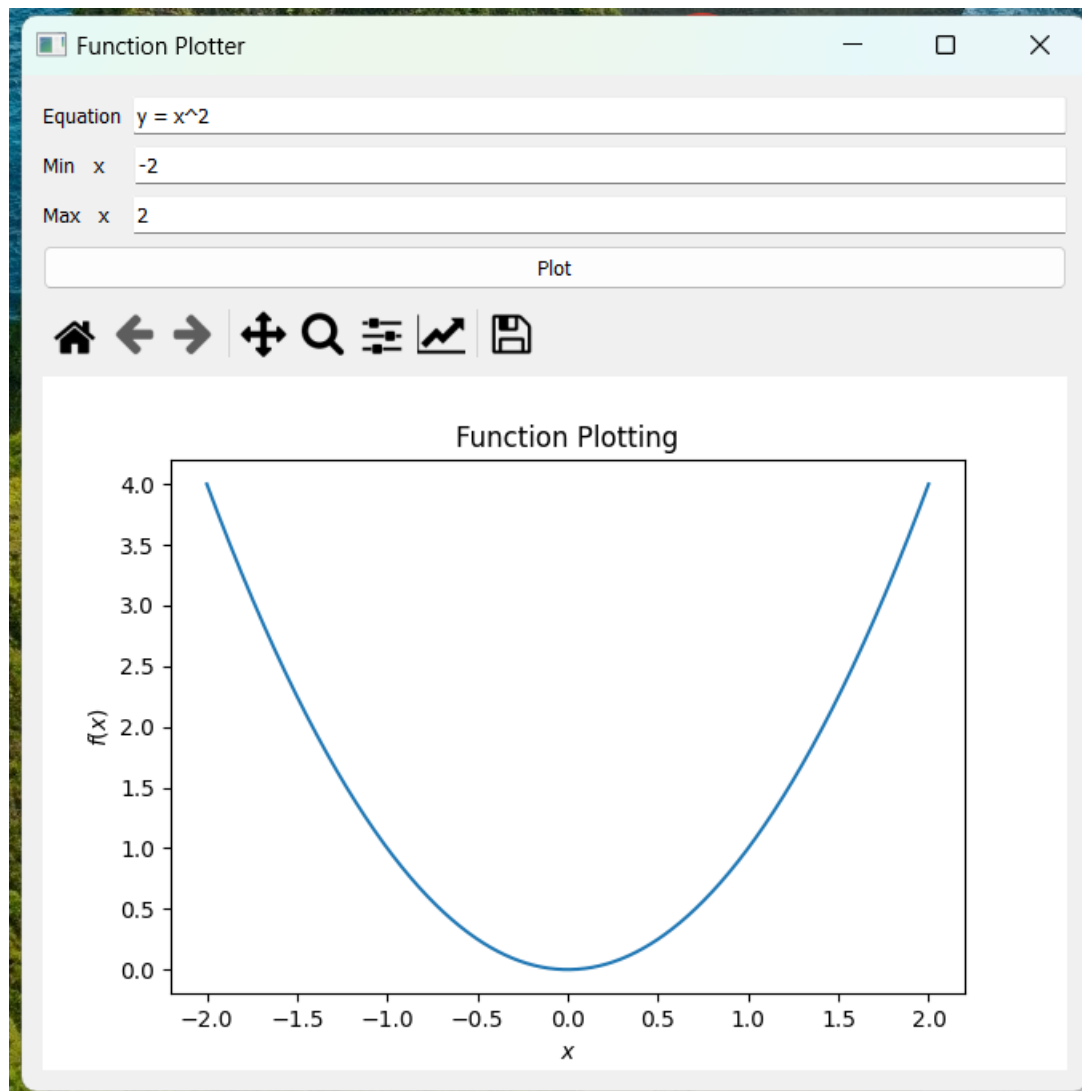 Function Plotter
Equation y = x^2
Min x -2
Max x 2
Plot
Function Plotting
4.0
3.5
3.0
2.5
2.0
f(x)
1.5
1.0
0.5
0.0
−2.0 −1.5 −1.0 −0.5 0.0 0.5 1.0 1.5 2.0
x